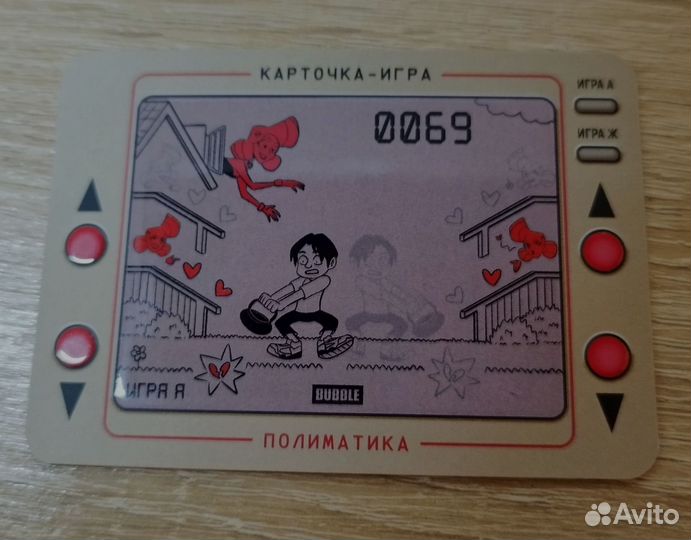 КАРТОЧКА-ИГРА
ИГРА А
0069
ИГРА Ж
ИГРА Я
BUBBLE
ПОЛИМАТИКА
Avito